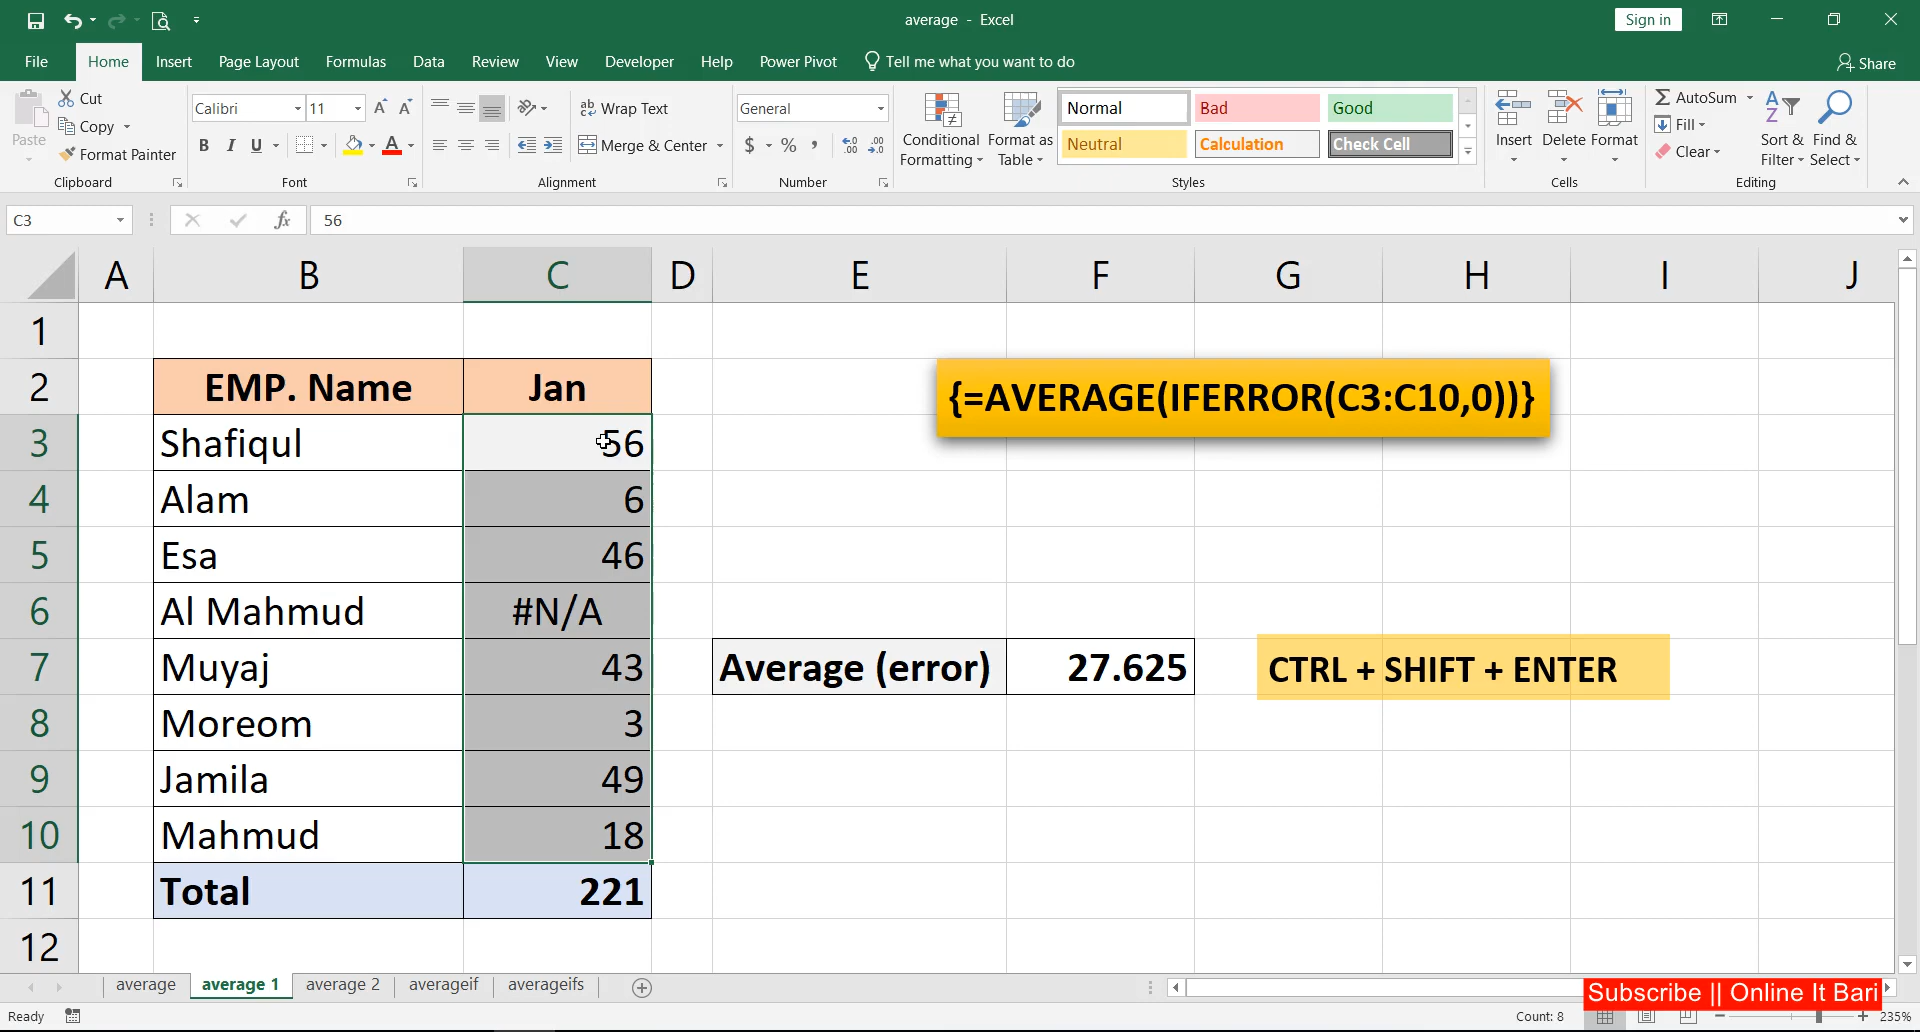 average - Excel
Sign in
File Home Insert Page Layout Formulas Data Review View Developer Help Power Pivot Tell me what you want to do Share
Paste
Cut
Copy
Format Painter
Clipboard
Calibri 11
B I U
Font
Wrap Text
Merge & Center
Alignment
General
$ % ,
Number
Conditional Formatting
Format as Table
Normal Bad Good
Neutral Calculation Check Cell
Styles
Insert Delete Format
Cells
AutoSum
Fill
Clear
Sort & Filter
Find & Select
Editing
C3 fx 56
A B C D E F G H I J
1
2 EMP. Name Jan {=AVERAGE(IFERROR(C3:C10,0))}
3 Shafiqul 56
4 Alam 6
5 Esa 46
6 Al Mahmud #N/A
7 Muyaj 43 Average (error) 27.625 CTRL + SHIFT + ENTER
8 Moreom 3
9 Jamila 49
10 Mahmud 18
11 Total 221
12
average average 1 average 2 averageif averageifs
Subscribe || Online It Bari
Ready Count: 8 235%